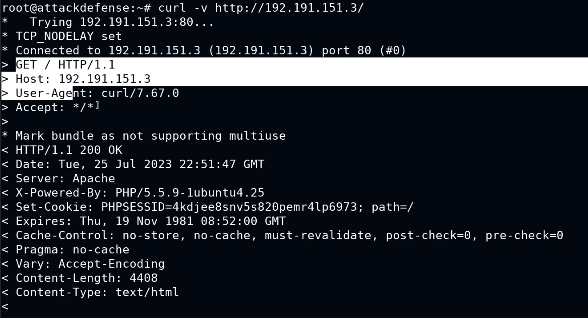 root@attackdefense:~# curl -v http://192.191.151.3/
*   Trying 192.191.151.3:80...
* TCP_NODELAY set
* Connected to 192.191.151.3 (192.191.151.3) port 80 (#0)
> GET / HTTP/1.1
> Host: 192.191.151.3
> User-Agent: curl/7.67.0
> Accept: */*
>
* Mark bundle as not supporting multiuse
< HTTP/1.1 200 OK
< Date: Tue, 25 Jul 2023 22:51:47 GMT
< Server: Apache
< X-Powered-By: PHP/5.5.9-1ubuntu4.25
< Set-Cookie: PHPSESSID=4kdjee8snv5s820pemr4lp6973; path=/
< Expires: Thu, 19 Nov 1981 08:52:00 GMT
< Cache-Control: no-store, no-cache, must-revalidate, post-check=0, pre-check=0
< Pragma: no-cache
< Vary: Accept-Encoding
< Content-Length: 4408
< Content-Type: text/html
<